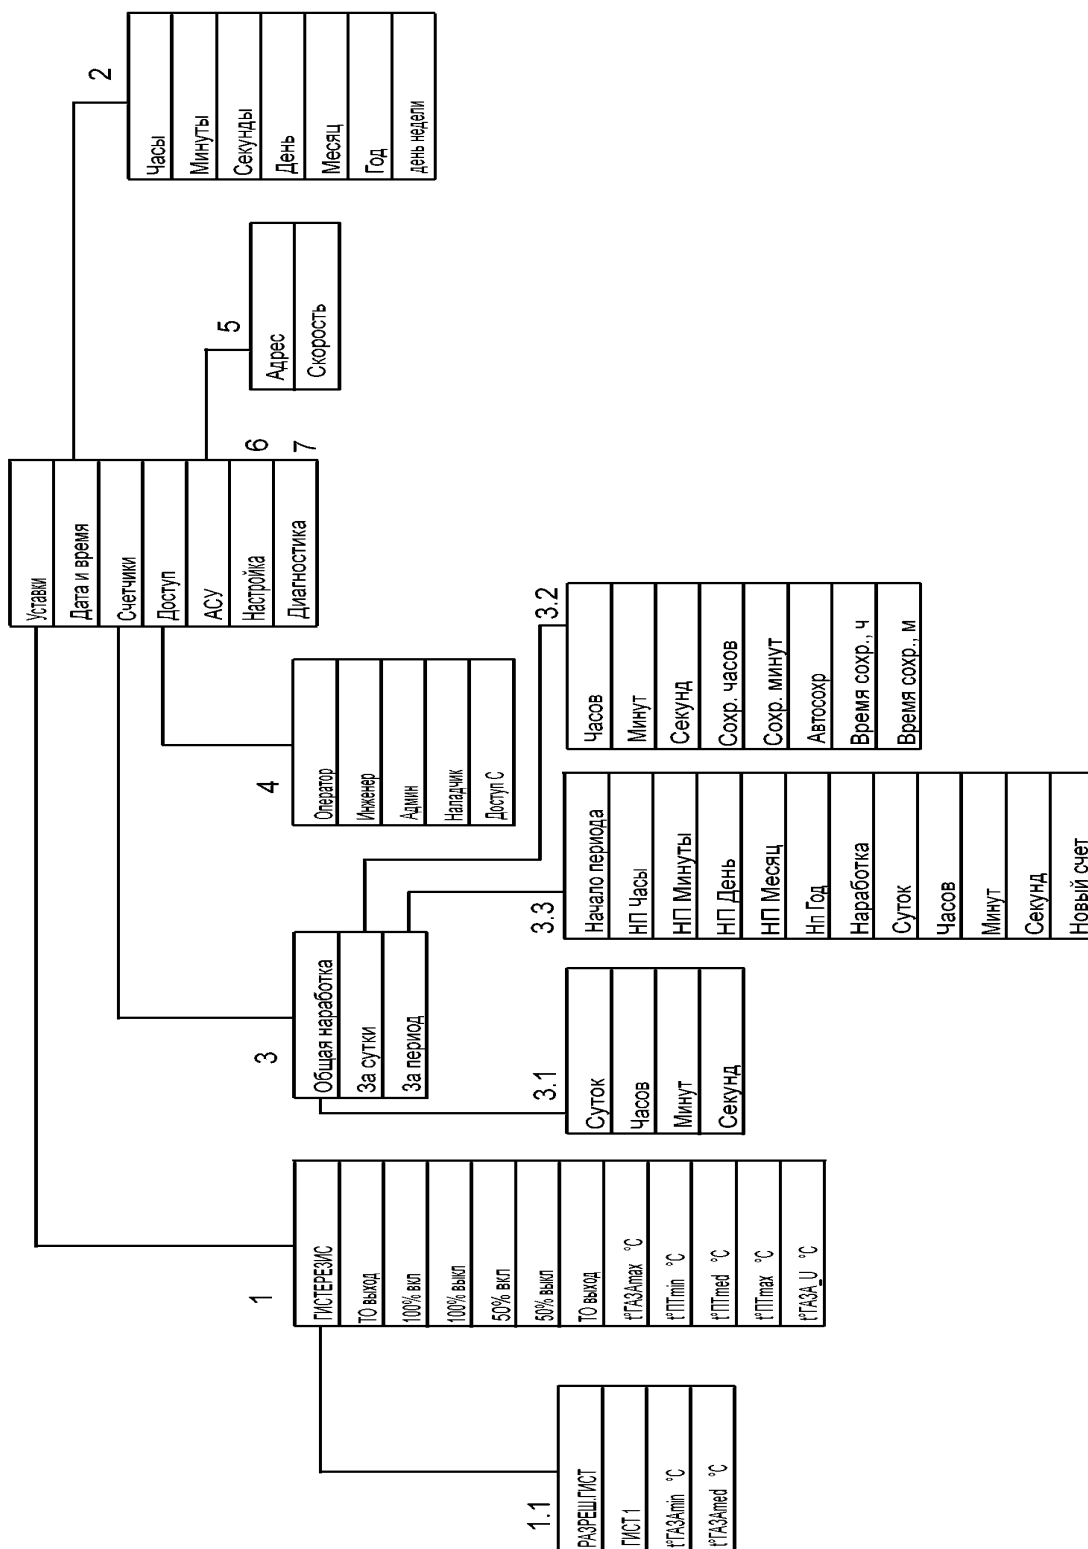 Уставки
Дата и время
Счетчики
Доступ
АСУ
Настройка
Диагностика
6
7
1
ГИСТЕРЕЗИС
ТО выход
100% вкл
100% выкл
50% вкл
50% выкл
ТО выход
t°ГАЗАmax °C
t°ПТmin °C
t°ПТmed °C
t°ПТmax °C
t°ГАЗА_U °C
1.1
РАЗРЕШ.ГИСТ
ГИСТ 1
t°ГАЗАmin °C
t°ГАЗАmed °C
2
Часы
Минуты
Секунды
День
Месяц
Год
день недели
3
Общая наработка
За сутки
За период
3.1
Суток
Часов
Минут
Секунд
3.2
Часов
Минут
Секунд
Сохр. часов
Сохр. минут
Автосохр
Время сохр., ч
Время сохр., м
3.3
Начало периода
НП Часы
НП Минуты
НП День
НП Месяц
Нп Год
Наработка
Суток
Часов
Минут
Секунд
Новый счет
4
Оператор
Инженер
Админ
Наладчик
Доступ С
5
Адрес
Скорость